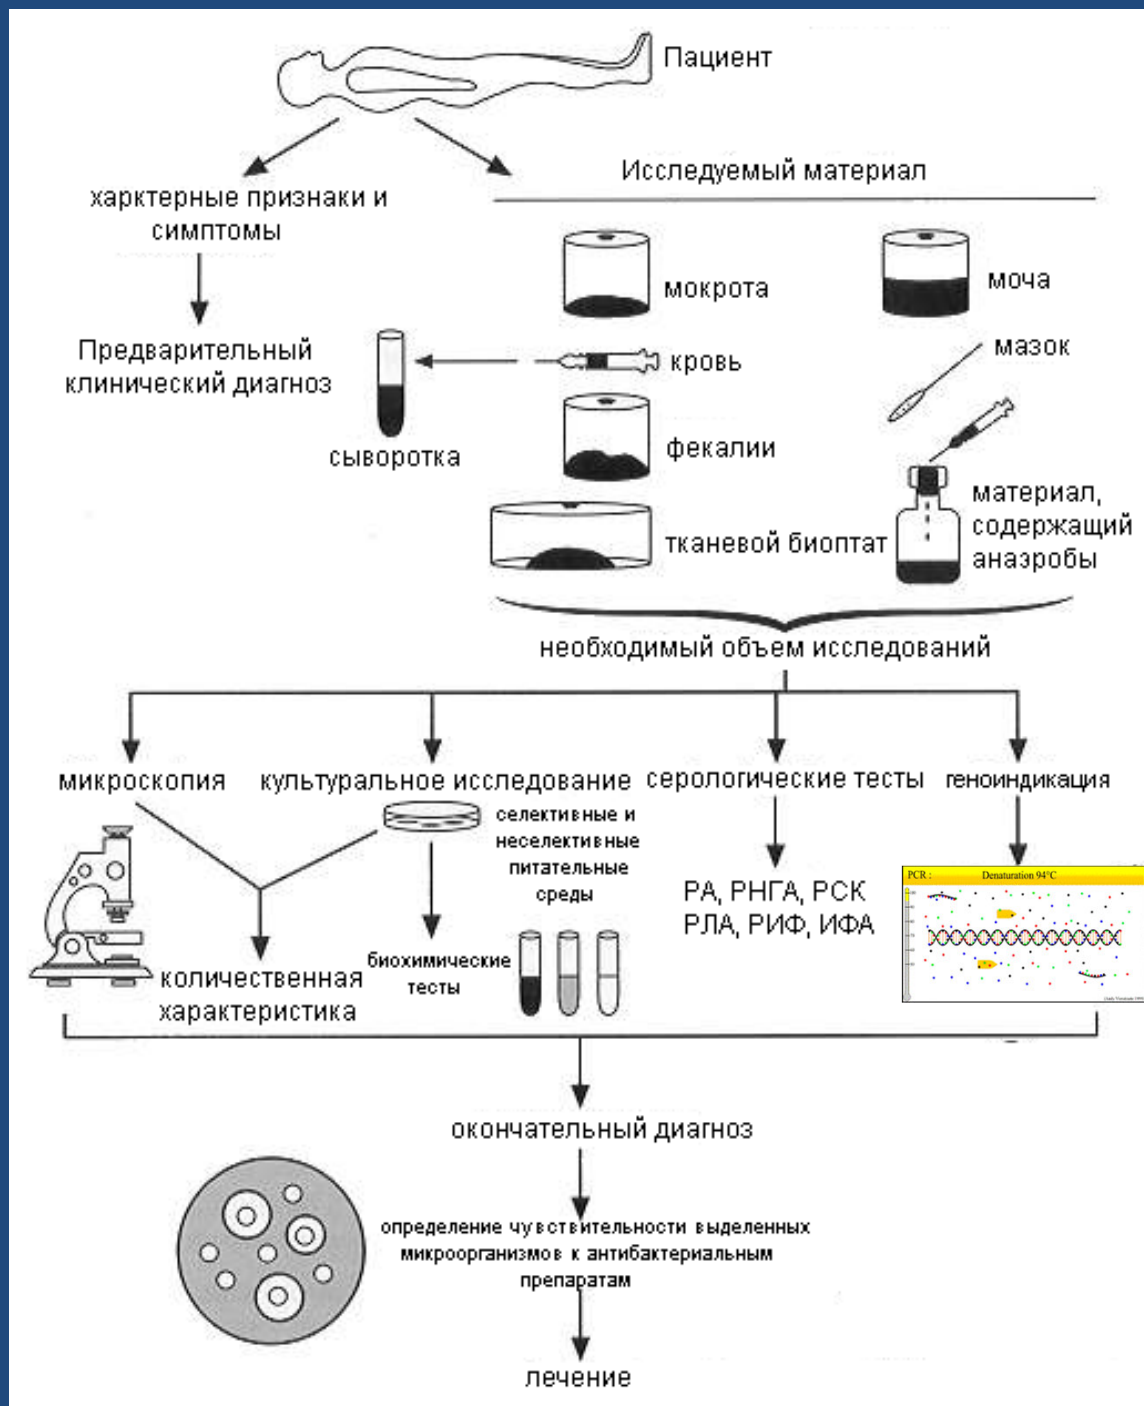 Пациент
Исследуемый материал
харктерные признаки и
симптомы
мокрота
моча
Предварительный
клинический диагноз
кровь
мазок
сыворотка
фекалии
тканевой биоптат
материал,
содержащий
анаэробы
необходимый объем исследований
микроскопия
культуральное исследование
серологические тесты
геноиндикация
селективные и
неселективные
питательные
среды
РА, РНГА, РСК
РЛА, РИФ, ИФА
PCR :
Denaturation 94°C
биохимические
тесты
количественная
характеристика
окончательный диагноз
определение чувствительности выделенных
микроорганизмов к антибактериальным
препаратам
лечение